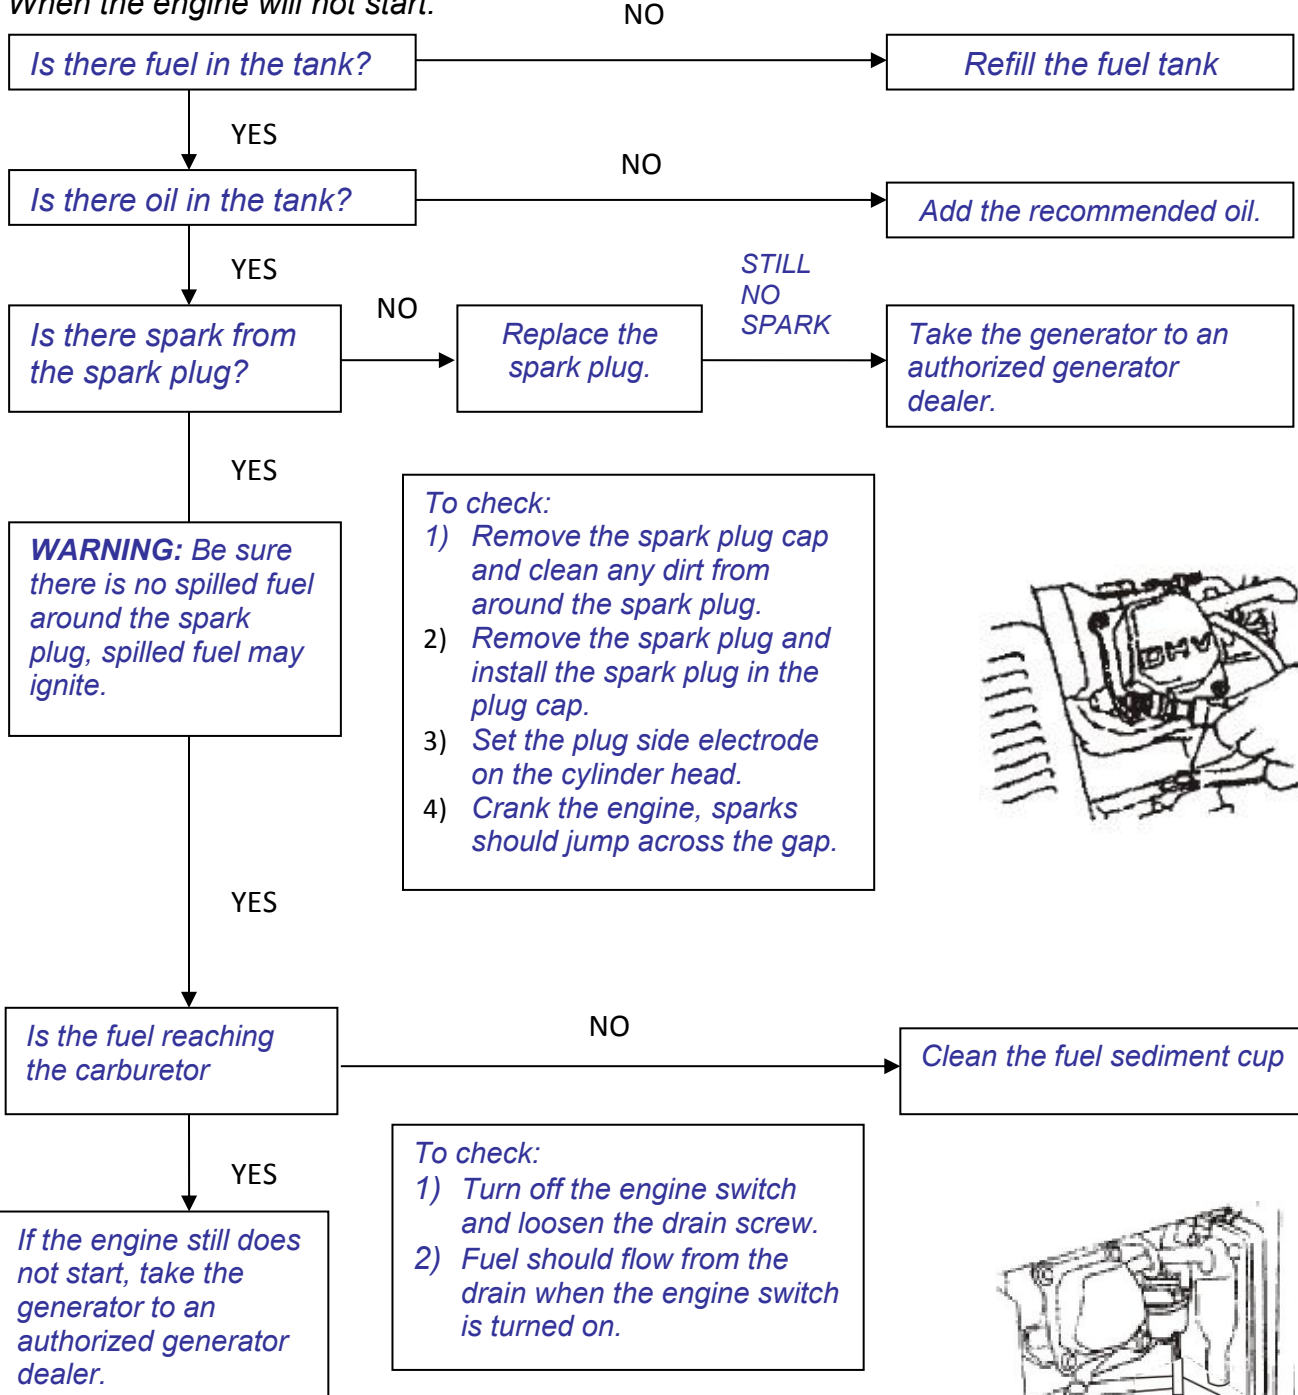 When the engine will not start:
NO
Is there fuel in the tank?
Refill the fuel tank
YES
NO
Is there oil in the tank?
Add the recommended oil.
YES
NO
STILL
NO
SPARK
Is there spark from
the spark plug?
Replace the
spark plug.
Take the generator to an
authorized generator
dealer.
YES
WARNING: Be sure
there is no spilled fuel
around the spark
plug, spilled fuel may
ignite.
To check:
1) Remove the spark plug cap
and clean any dirt from
around the spark plug.
2) Remove the spark plug and
install the spark plug in the
plug cap.
3) Set the plug side electrode
on the cylinder head.
4) Crank the engine, sparks
should jump across the gap.
OHV
YES
Is the fuel reaching
the carburetor
NO
Clean the fuel sediment cup
YES
To check:
1) Turn off the engine switch
and loosen the drain screw.
2) Fuel should flow from the
drain when the engine switch
is turned on.
If the engine still does
not start, take the
generator to an
authorized generator
dealer.